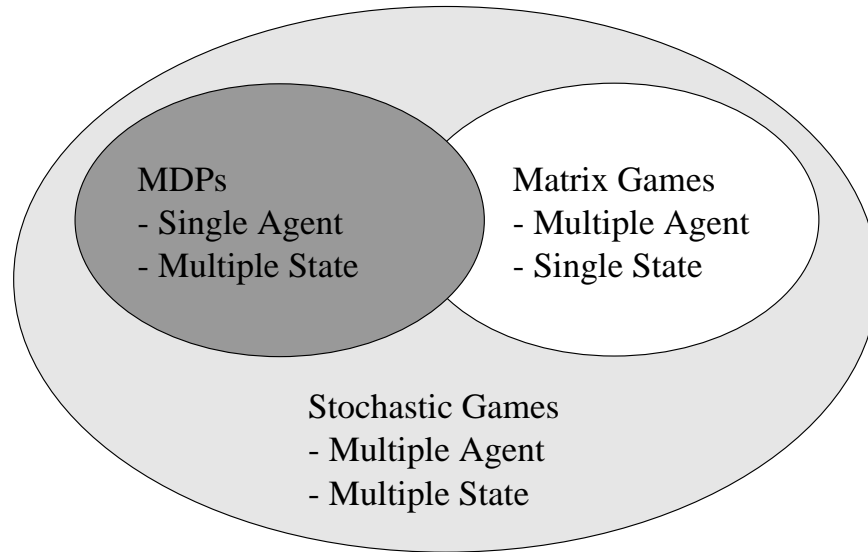 MDPs
- Single Agent
- Multiple State
Matrix Games
- Multiple Agent
- Single State
Stochastic Games
- Multiple Agent
- Multiple State